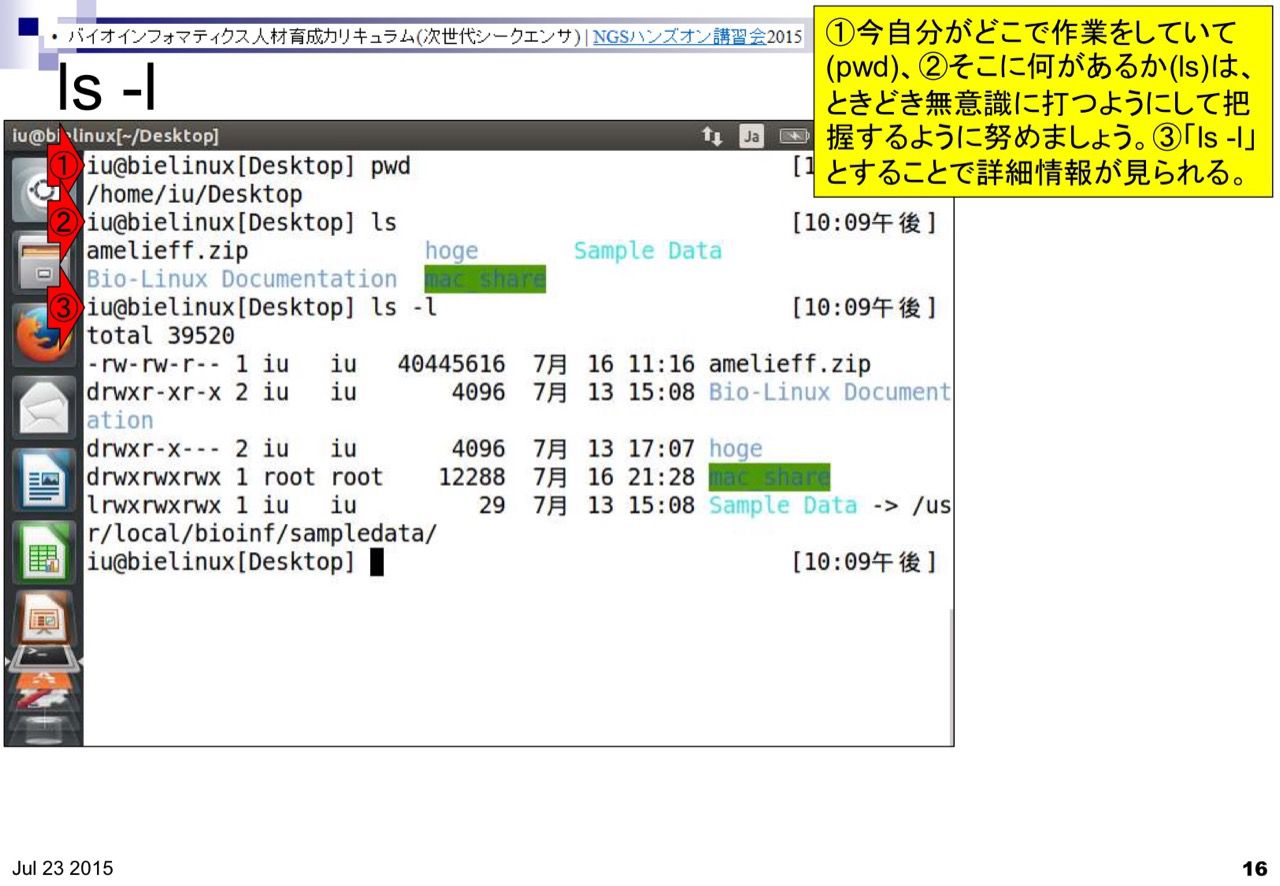 • バイオインフォマティクス人材育成カリキュラム(次世代シークエンサ) | NGSハンズオン講習会2015
ls -l
①今自分がどこで作業をしていて
(pwd)、②そこに何があるか(ls)は、
ときどき無意識に打つようにして把
握するように努めましょう。③「ls -l」
とすることで詳細情報が見られる。
iu@bielinux[~/Desktop] Ja
① iu@bielinux[Desktop] pwd [1
/home/iu/Desktop
② iu@bielinux[Desktop] ls [10:09午後]
amelieff.zip hoge Sample Data
Bio-Linux Documentation mac_share
③ iu@bielinux[Desktop] ls -l [10:09午後]
total 39520
-rw-rw-r-- 1 iu iu 40445616 7月 16 11:16 amelieff.zip
drwxr-xr-x 2 iu iu 4096 7月 13 15:08 Bio-Linux Document
ation
drwxr-x--- 2 iu iu 4096 7月 13 17:07 hoge
drwxrwxrwx 1 root root 12288 7月 16 21:28 mac_share
lrwxrwxrwx 1 iu iu 29 7月 13 15:08 Sample Data -> /us
r/local/bioinf/sampledata/
iu@bielinux[Desktop] [10:09午後]
Jul 23 2015
16